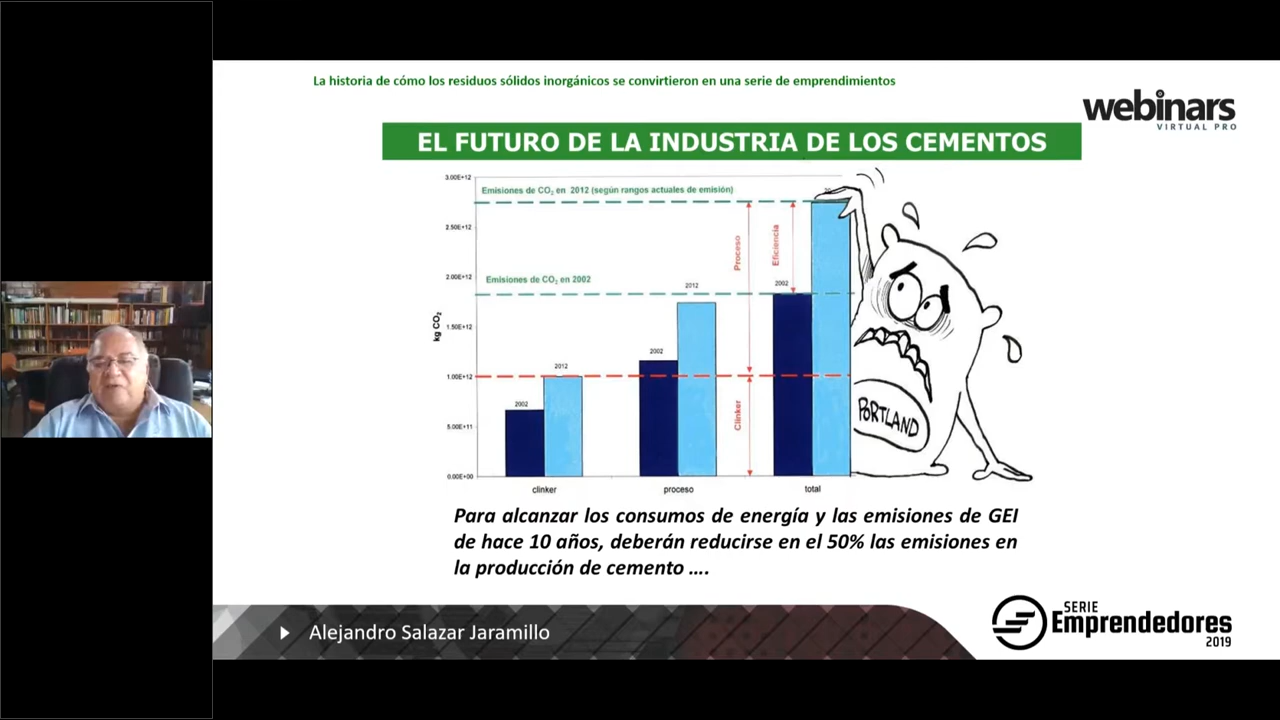 La historia de cómo los residuos sólidos inorgánicos se convirtieron en una serie de emprendimientos
webinars
VIRTUAL PRO
EL FUTURO DE LA INDUSTRIA DE LOS CEMENTOS
3.00E+12
Emisiones de CO₂ en 2012 (según rangos actuales de emisión)
2.50E+12
Proceso
Eficiencia
2.00E+12
Emisiones de CO₂ en 2002
2012
2002
kg CO₂
1.50E+12
2002
2012
1.00E+12
2002
Clinker
PORTLAND
5.00E+11
0.00E+00
clinker
proceso
total
Para alcanzar los consumos de energía y las emisiones de GEI
de hace 10 años, deberán reducirse en el 50% las emisiones en
la producción de cemento ....
Alejandro Salazar Jaramillo
SERIE
Emprendedores
2019